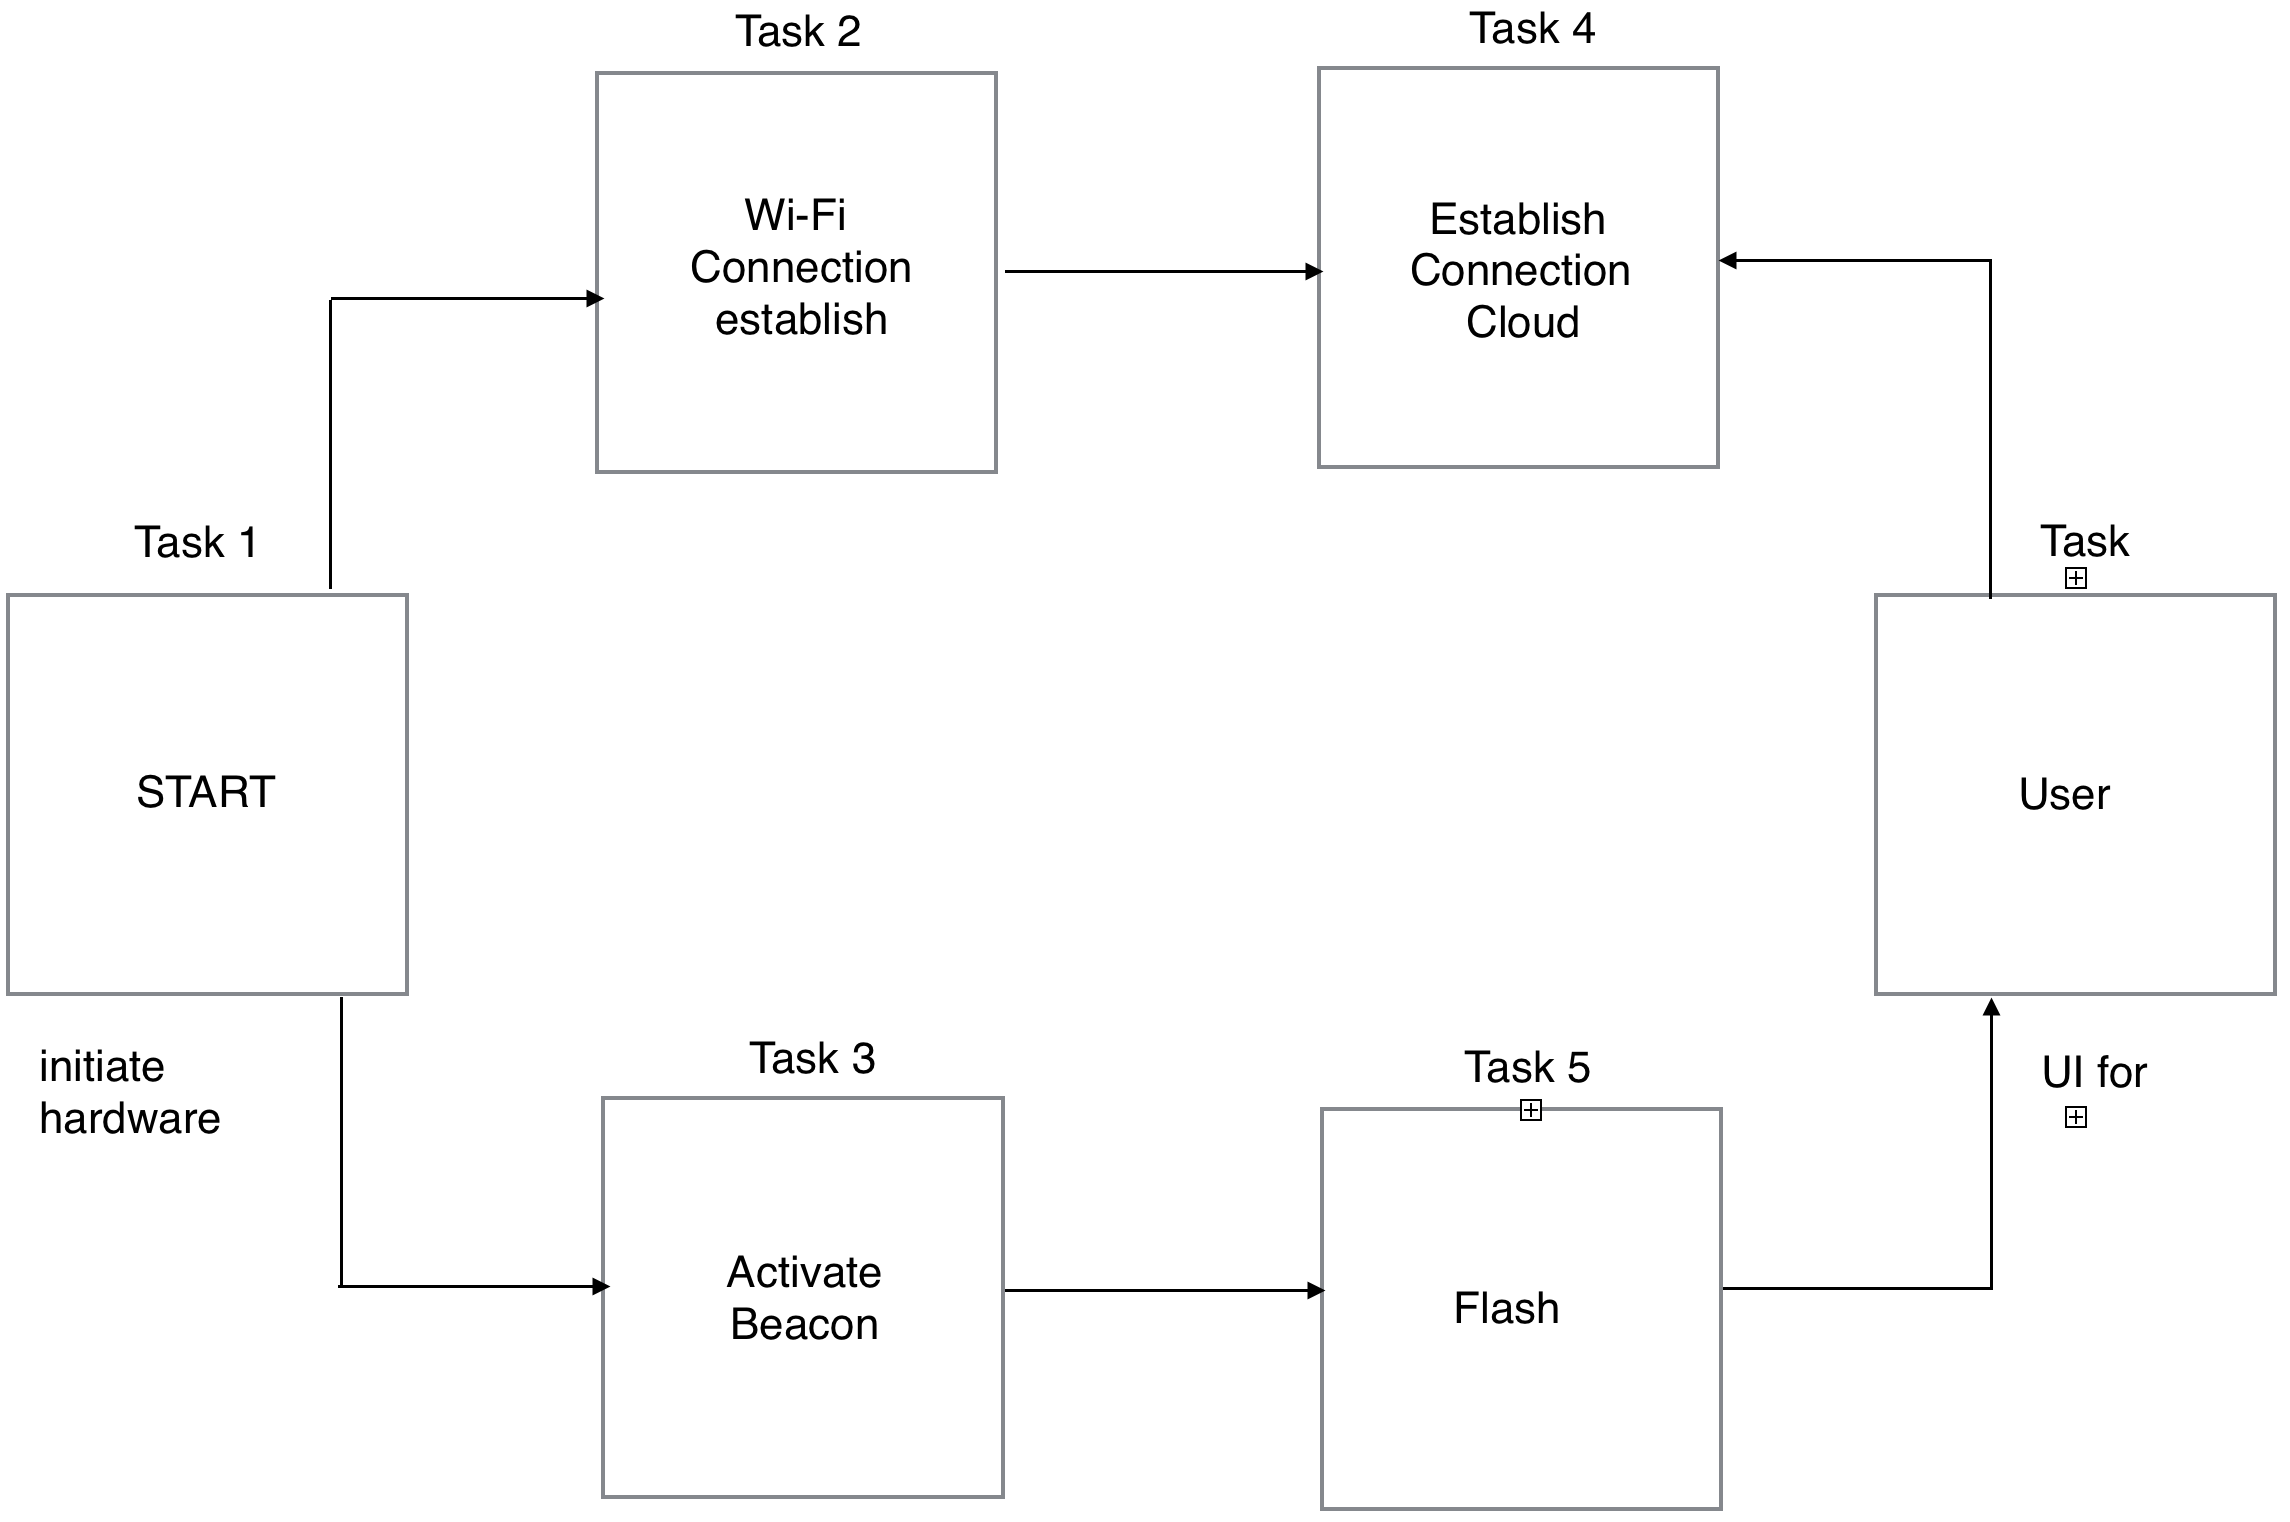 Task 2
Task 4
Wi-Fi
Connection
establish
Establish
Connection
Cloud
Task 1
Task
START
User
initiate
hardware
Task 3
Task 5
UI for
Activate
Beacon
Flash